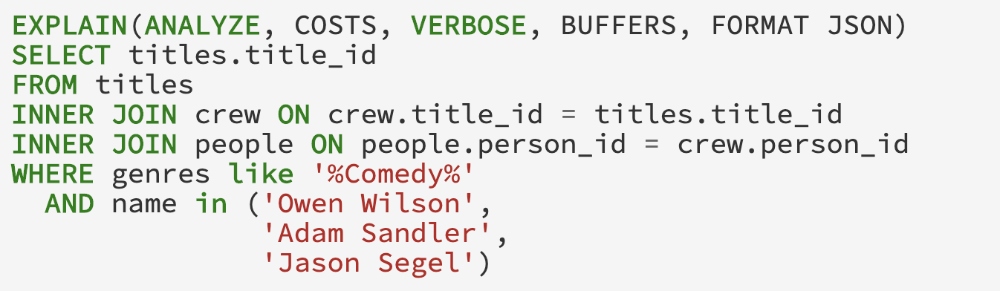 EXPLAIN(ANALYZE, COSTS, VERBOSE, BUFFERS, FORMAT JSON)
SELECT titles.title_id
FROM titles
INNER JOIN crew ON crew.title_id = titles.title_id
INNER JOIN people ON people.person_id = crew.person_id
WHERE genres like '%Comedy%'
  AND name in ('Owen Wilson',
               'Adam Sandler',
               'Jason Segel')